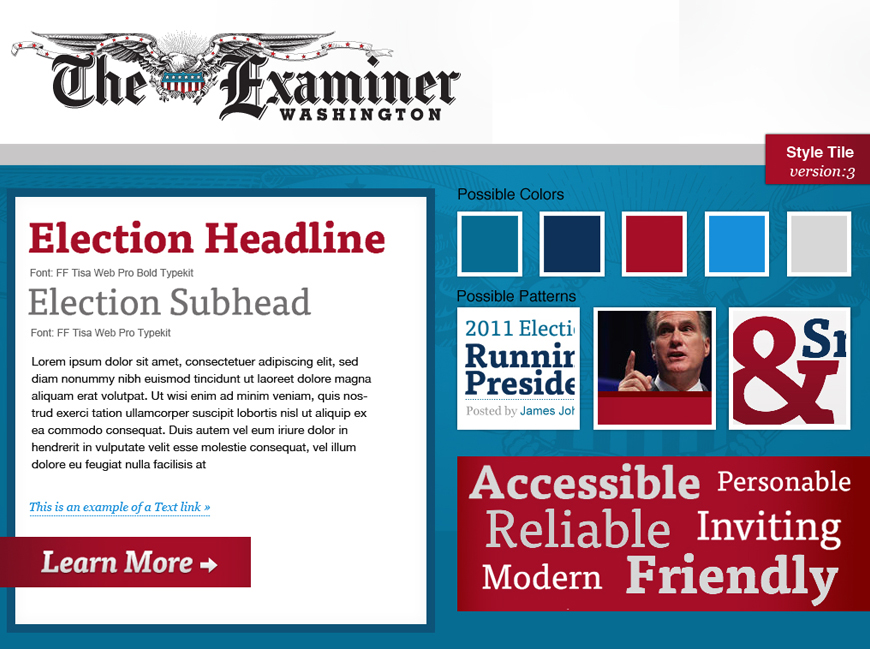 The Examiner
WASHINGTON
Style Tile
version:3
Election Headline
Font: FF Tisa Web Pro Bold Typekit
Election Subhead
Font: FF Tisa Web Pro Typekit
Lorem ipsum dolor sit amet, consectetuer adipiscing elit, sed
diam nonummy nibh euismod tincidunt ut laoreet dolore magna
aliquam erat volutpat. Ut wisi enim ad minim veniam, quis nos-
trud exerci tation ullamcorper suscipit lobortis nisl ut aliquip ex
ea commodo consequat. Duis autem vel eum iriure dolor in
hendrerit in vulputate velit esse molestie consequat, vel illum
dolore eu feugiat nulla facilisis at
This is an example of a Text link »
Learn More
Possible Colors
Possible Patterns
2011 Electi
Runnin
Preside
Posted by James Joh
& Sn
Accessible Personable
Reliable Inviting
Modern Friendly